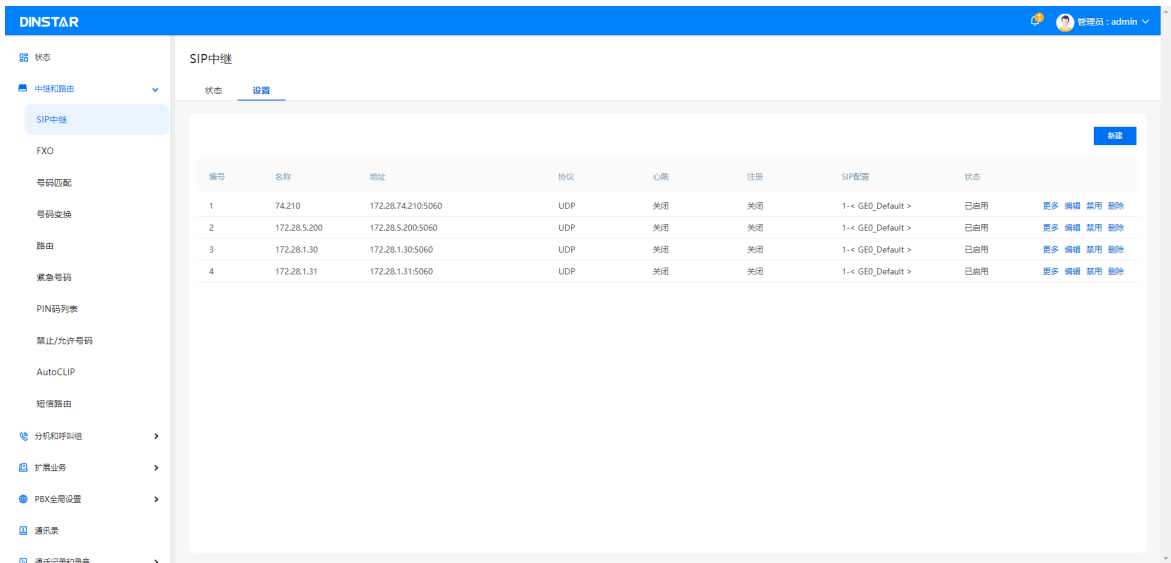 DINSTAR
1
管理员 : admin
状态
中继和路由
SIP中继
FXO
号码匹配
号码变换
路由
紧急号码
PIN码列表
禁止/允许号码
AutoCLIP
短信路由
分机和呼叫组
扩展业务
PBX全局设置
通讯录
通话记录和录音
SIP中继
状态 设置
新建
编号 名称 地址 协议 心跳 注册 SIP配置 状态
1 74.210 172.28.74.210:5060 UDP 关闭 关闭 1-< GE0_Default > 已启用 更多 编辑 禁用 删除
2 172.28.5.200 172.28.5.200:5060 UDP 关闭 关闭 1-< GE0_Default > 已启用 更多 编辑 禁用 删除
3 172.28.1.30 172.28.1.30:5060 UDP 关闭 关闭 1-< GE0_Default > 已启用 更多 编辑 禁用 删除
4 172.28.1.31 172.28.1.31:5060 UDP 关闭 关闭 1-< GE0_Default > 已启用 更多 编辑 禁用 删除